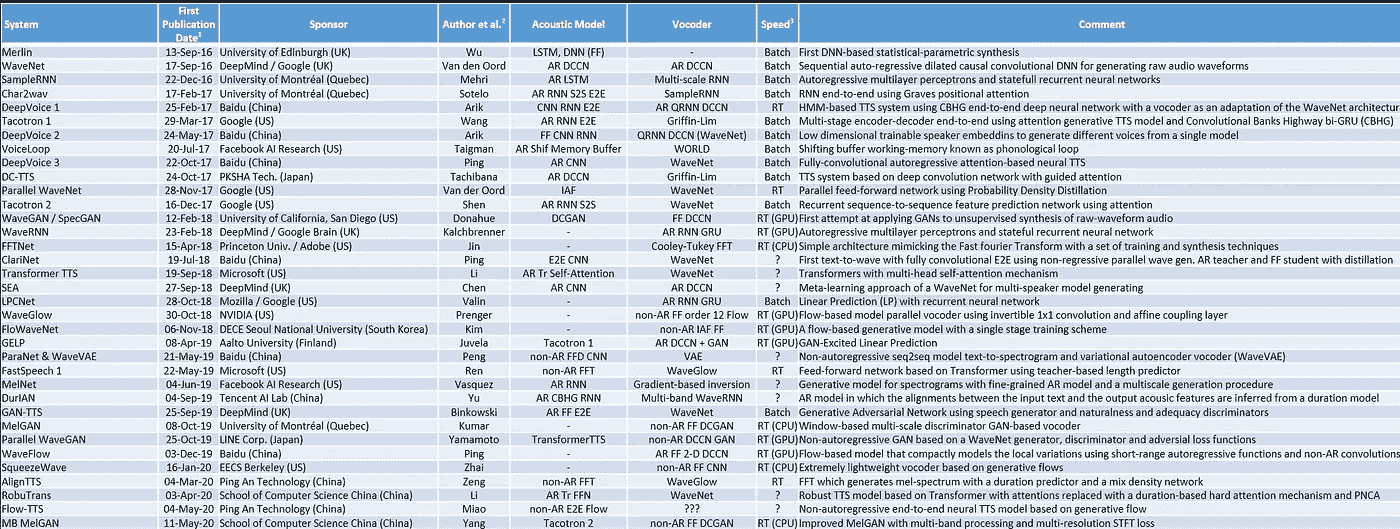 System First Publication Date¹ Sponsor Author et al.² Acoustic Model Vocoder Speed³ Comment
Merlin 13-Sep-16 University of Edinburgh (UK) Wu LSTM, DNN (FF) - Batch First DNN-based statistical-parametric synthesis
WaveNet 17-Sep-16 DeepMind / Google (UK) Van den Oord AR DCCN AR DCCN Batch Sequential auto-regressive dilated causal convolutional DNN for generating raw audio waveforms
SampleRNN 22-Dec-16 University of Montréal (Quebec) Mehri AR LSTM Multi-scale RNN Batch Autoregressive multilayer perceptrons and statefull recurrent neural networks
Char2wav 17-Feb-17 University of Montréal (Quebec) Sotelo AR RNN S2S E2E SampleRNN Batch RNN end-to-end using Graves positional attention
DeepVoice 1 25-Feb-17 Baidu (China) Arik CNN RNN E2E AR QRNN DCCN RT HMM-based TTS system using CBHG end-to-end deep neural network with a vocoder as an adaptation of the WaveNet architectur
Tacotron 1 29-Mar-17 Google (US) Wang AR RNN E2E Griffin-Lim Batch Multi-stage encoder-decoder end-to-end using attention generative TTS model and Convolutional Banks Highway bi-GRU (CBHG)
DeepVoice 2 24-May-17 Baidu (China) Arik FF CNN RNN QRNN DCCN (WaveNet) Batch Low dimensional trainable speaker embeddins to generate different voices from a single model
VoiceLoop 20-Jul-17 Facebook AI Research (US) Taigman AR Shif Memory Buffer WORLD Batch Shifting buffer working-memory known as phonological loop
DeepVoice 3 22-Oct-17 Baidu (China) Ping AR CNN WaveNet Batch Fully-convolutional autoregressive attention-based neural TTS
DC-TTS 24-Oct-17 PKSHA Tech. (Japan) Tachibana AR DCCN Griffin-Lim Batch TTS system based on deep convolution network with guided attention
Parallel WaveNet 28-Nov-17 Google (US) Van der Oord IAF WaveNet RT Parallel feed-forward network using Probability Density Distillation
Tacotron 2 16-Dec-17 Google (US) Shen AR RNN S2S WaveNet Batch Recurrent sequence-to-sequence feature prediction network using attention
WaveGAN / SpecGAN 12-Feb-18 University of California, San Diego (US) Donahue DCGAN FF DCCN RT (GPU) First attempt at applying GANs to unsupervised synthesis of raw-waveform audio
WaveRNN 23-Feb-18 DeepMind / Google Brain (UK) Kalchbrenner - AR RNN GRU RT (GPU) Autoregressive multilayer perceptrons and stateful recurrent neural network
FFTNet 15-Apr-18 Princeton Univ. / Adobe (US) Jin - Cooley-Tukey FFT RT (CPU) Simple architecture mimicking the Fast fourier Transform with a set of training and synthesis techniques
ClariNet 19-Jul-18 Baidu (China) Ping E2E CNN WaveNet ? First text-to-wave with fully convolutional E2E using non-regressive parallel wave gen. AR teacher and FF student with distillation
Transformer TTS 19-Sep-18 Microsoft (US) Li AR Tr Self-Attention WaveNet ? Transformers with multi-head self-attention mechanism
SEA 27-Sep-18 DeepMind (UK) Chen AR CNN AR DCCN ? Meta-learning approach of a WaveNet for multi-speaker model generating
LPCNet 28-Oct-18 Mozilla / Google (US) Valin - AR RNN GRU Batch Linear Prediction (LP) with recurrent neural network
WaveGlow 30-Oct-18 NVIDIA (US) Prenger - non-AR FF order 12 Flow RT (GPU) Flow-based model parallel vocoder using invertible 1x1 convolution and affine coupling layer
FloWaveNet 06-Nov-18 DECE Seoul National University (South Korea) Kim - non-AR IAF FF RT (GPU) A flow-based generative model with a single stage training scheme
GELP 08-Apr-19 Aalto University (Finland) Juvela Tacotron 1 AR DCCN + GAN RT (GPU) GAN-Excited Linear Prediction
ParaNet & WaveVAE 21-May-19 Baidu (China) Peng non-AR FFD CNN VAE ? Non-autoregressive seq2seq model text-to-spectrogram and variational autoencoder vocoder (WaveVAE)
FastSpeech 1 22-May-19 Microsoft (US) Ren non-AR FFT WaveGlow RT Feed-forward network based on Transformer using teacher-based length predictor
MelNet 04-Jun-19 Facebook AI Research (US) Vasquez AR RNN Gradient-based inversion ? Generative model for spectrograms with fine-grained AR model and a multiscale generation procedure
DurIAN 04-Sep-19 Tencent AI Lab (China) Yu AR CBHG RNN Multi-band WaveRNN ? AR model in which the alignments between the input text and the output acoustic features are inferred from a duration model
GAN-TTS 25-Sep-19 DeepMind (UK) Binkowski AR FF E2E WaveNet Batch Generative Adversarial Network using speech generator and naturalness and adequacy discriminators
MelGAN 08-Oct-19 University of Montréal (Quebec) Kumar - non-AR FF DCGAN RT (CPU) Window-based multi-scale discriminator GAN-based vocoder
Parallel WaveGAN 25-Oct-19 LINE Corp. (Japan) Yamamoto TransformerTTS non-AR DCCN GAN RT (GPU) Non-autoregressive GAN based on a WaveNet generator, discriminator and adversial loss functions
WaveFlow 03-Dec-19 Baidu (China) Ping - AR FF 2-D DCCN RT (GPU) Flow-based model that compactly models the local variations using short-range autoregressive functions and non-AR convolutions
SqueezeWave 16-Jan-20 EECS Berkeley (US) Zhai - non-AR FF CNN RT (CPU) Extremely lightweight vocoder based on generative flows
AlignTTS 04-Mar-20 Ping An Technology (China) Zeng non-AR FFT WaveGlow RT FFT which generates mel-spectrum with a duration predictor and a mix density network
RobuTrans 03-Apr-20 School of Computer Science China (China) Li AR Tr FFN WaveNet ? Robust TTS model based on Transformer with attentions replaced with a duration-based hard attention mechanism and PNCA
Flow-TTS 04-May-20 Ping An Technology (China) Miao non-AR E2E Flow ??? ? Non-autoregressive end-to-end neural TTS model based on generative flow
MB MelGAN 11-May-20 School of Computer Science China (China) Yang Tacotron 2 non-AR FF DCGAN RT (CPU) Improved MelGAN with multi-band processing and multi-resolution STFT loss